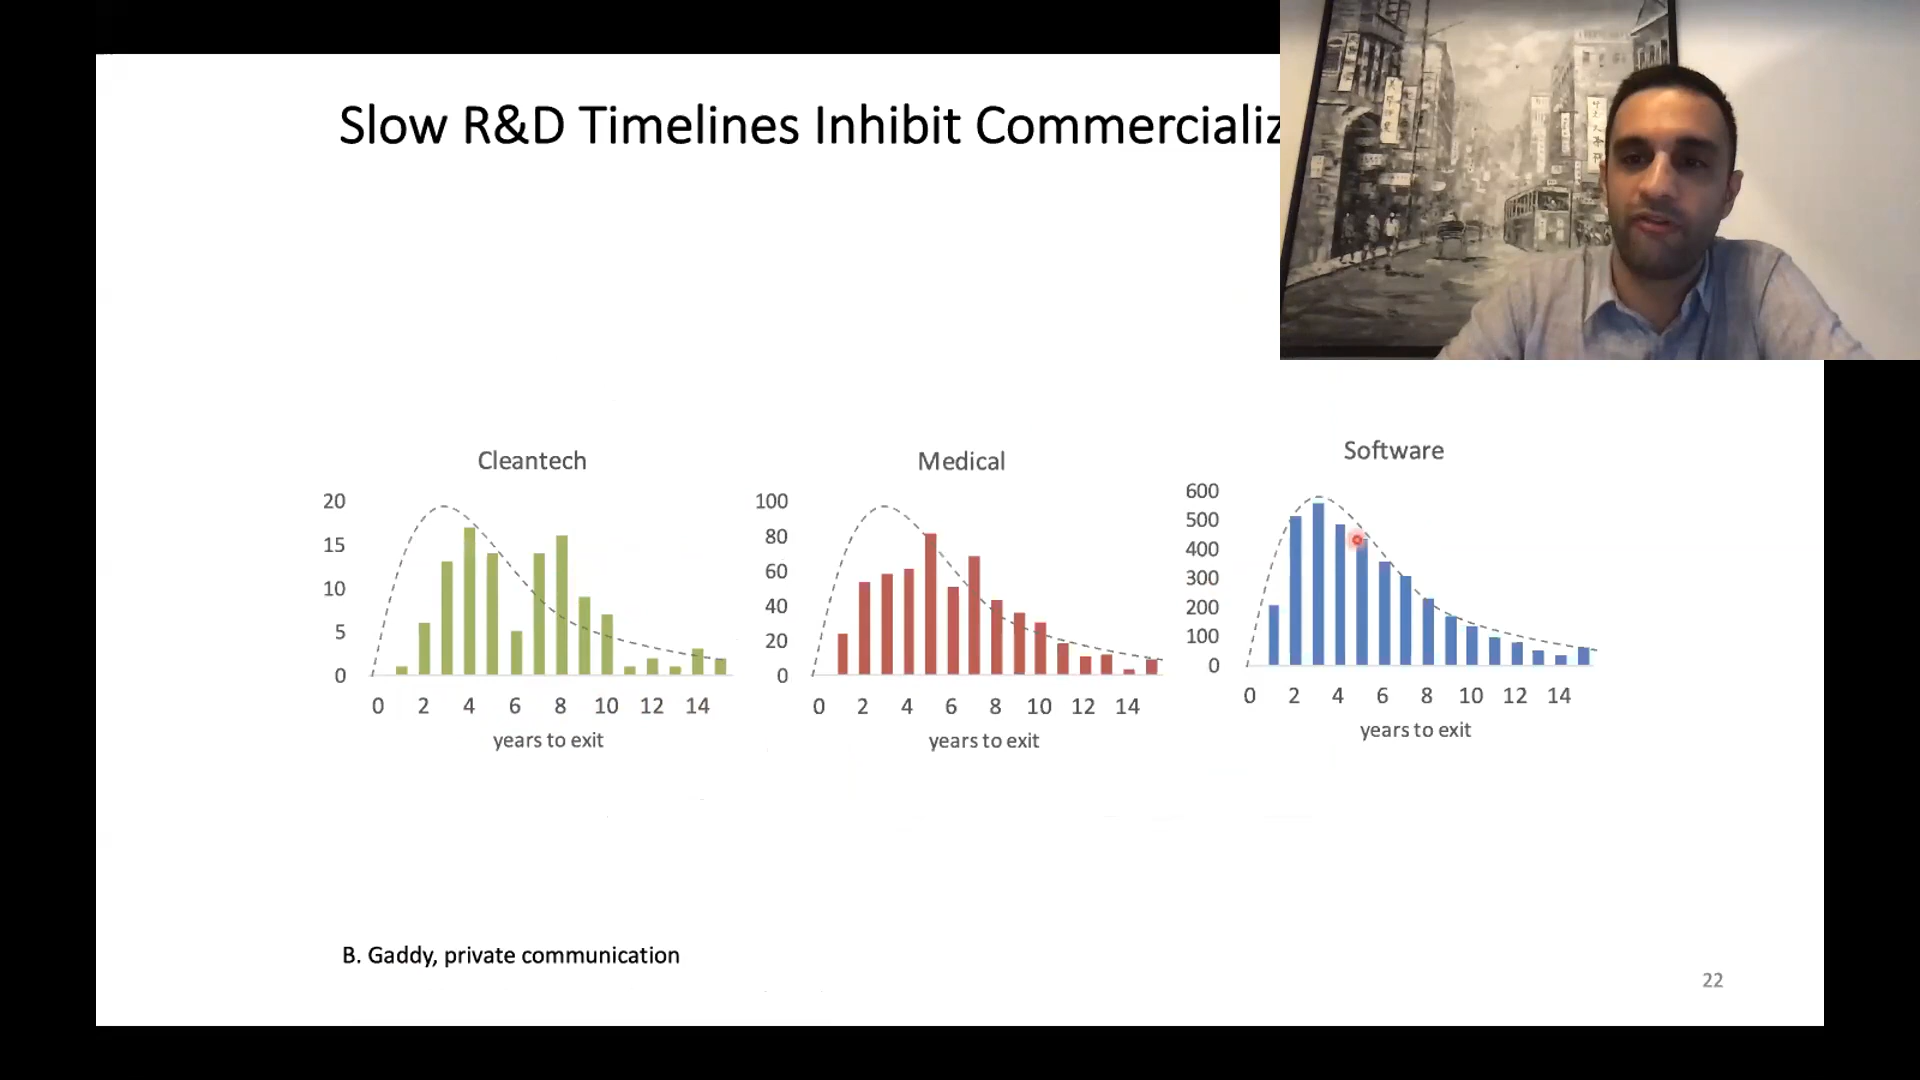 Slow R&D Timelines Inhibit Commercializ
Cleantech
20
15
10
5
0
0 2 4 6 8 10 12 14
years to exit
Medical
100
80
60
40
20
0
0 2 4 6 8 10 12 14
years to exit
Software
600
500
400
300
200
100
0
0 2 4 6 8 10 12 14
years to exit
B. Gaddy, private communication
22